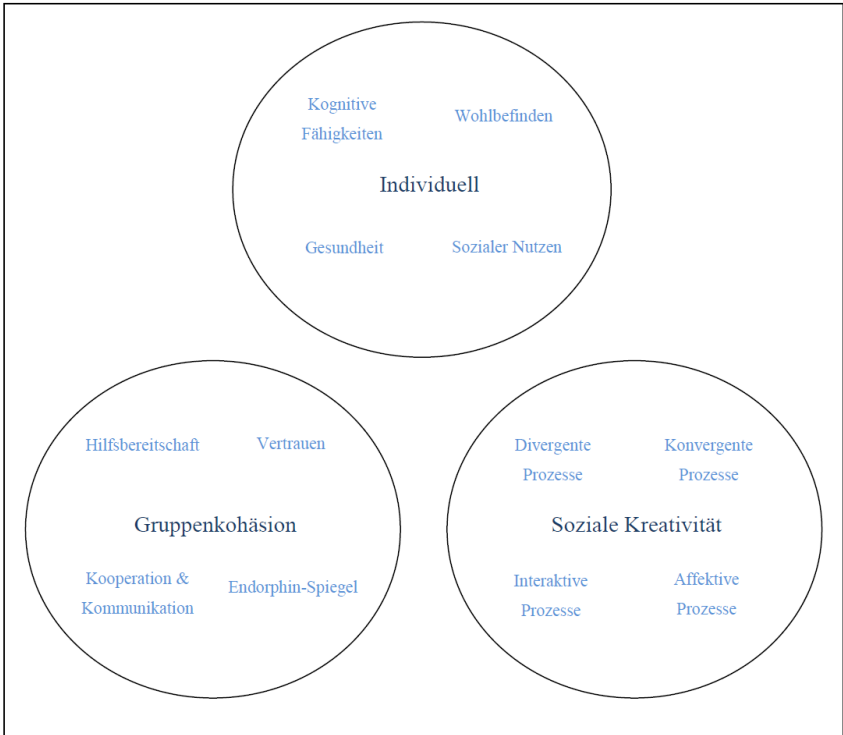 Kognitive
Fähigkeiten
Wohlbefinden
Individuell
Gesundheit
Sozialer Nutzen
Hilfsbereitschaft
Vertrauen
Gruppenkohäsion
Kooperation &
Kommunikation
Endorphin-Spiegel
Divergente
Prozesse
Konvergente
Prozesse
Soziale Kreativität
Interaktive
Prozesse
Affektive
Prozesse